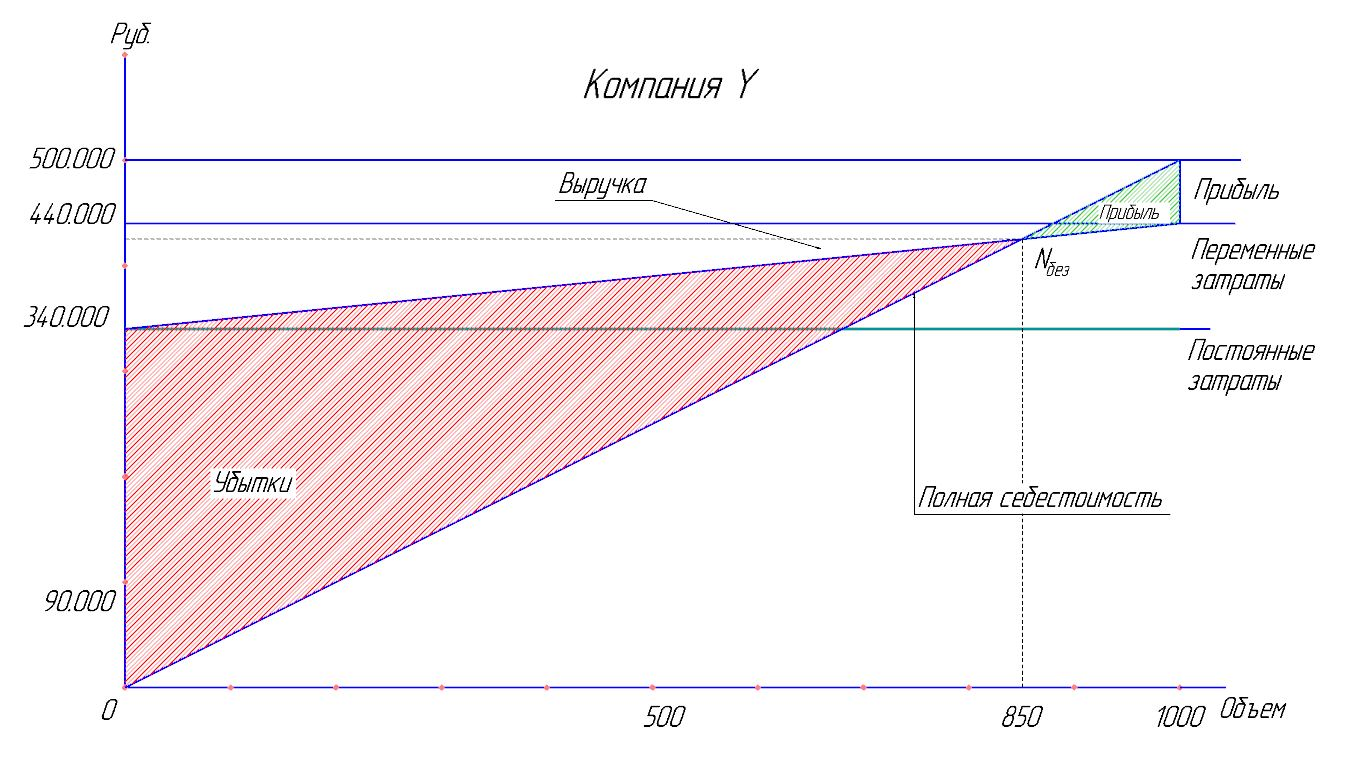 Руб.
Компания Y
500.000
Выручка
Прибыль
440.000
Прибыль
Nбез
Переменные
затраты
340.000
Постоянные
затраты
Убытки
Полная себестоимость
90.000
0
500
850
1000
Объем